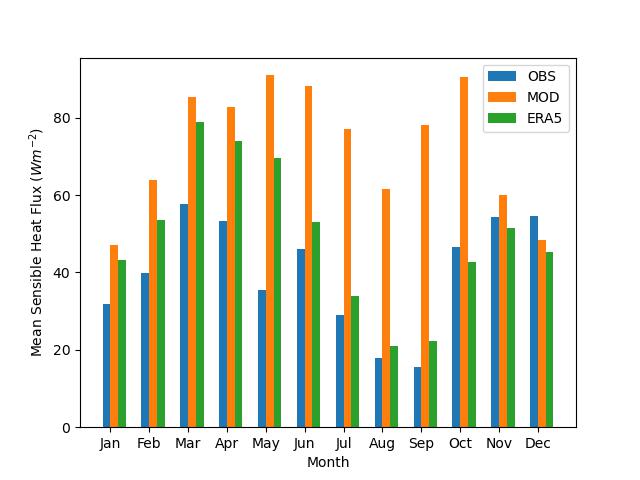 OBS
MOD
ERA5
Mean Sensible Heat Flux (Wm⁻²)
80
60
40
20
0
Jan Feb Mar Apr May Jun Jul Aug Sep Oct Nov Dec
Month